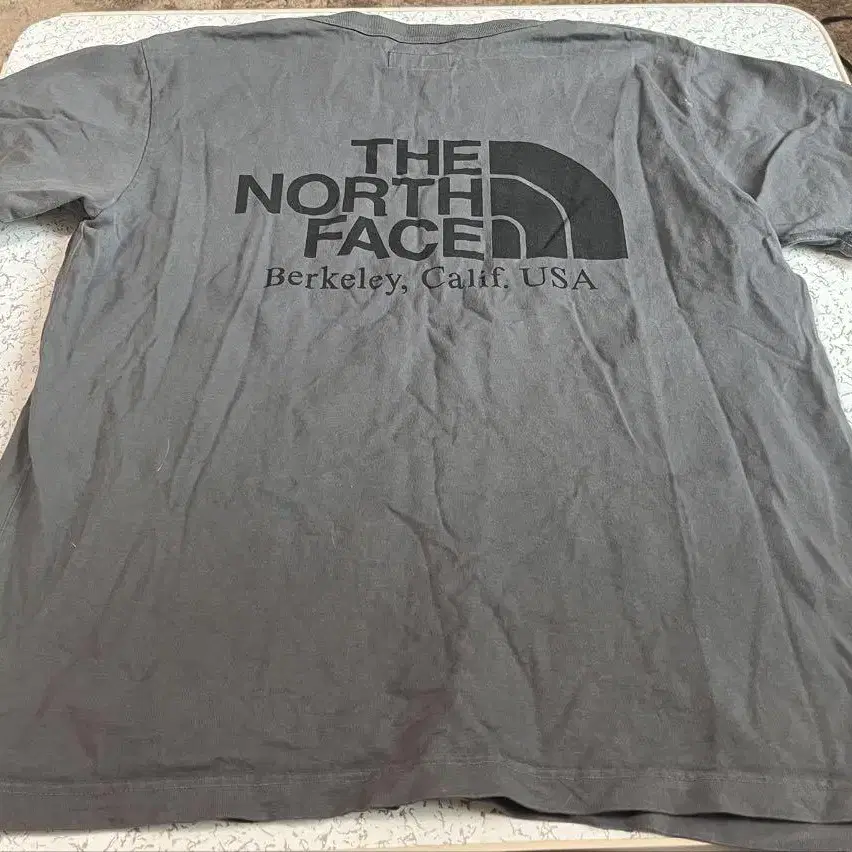 THE
NORTH
FACE
Berkeley, Calif. USA